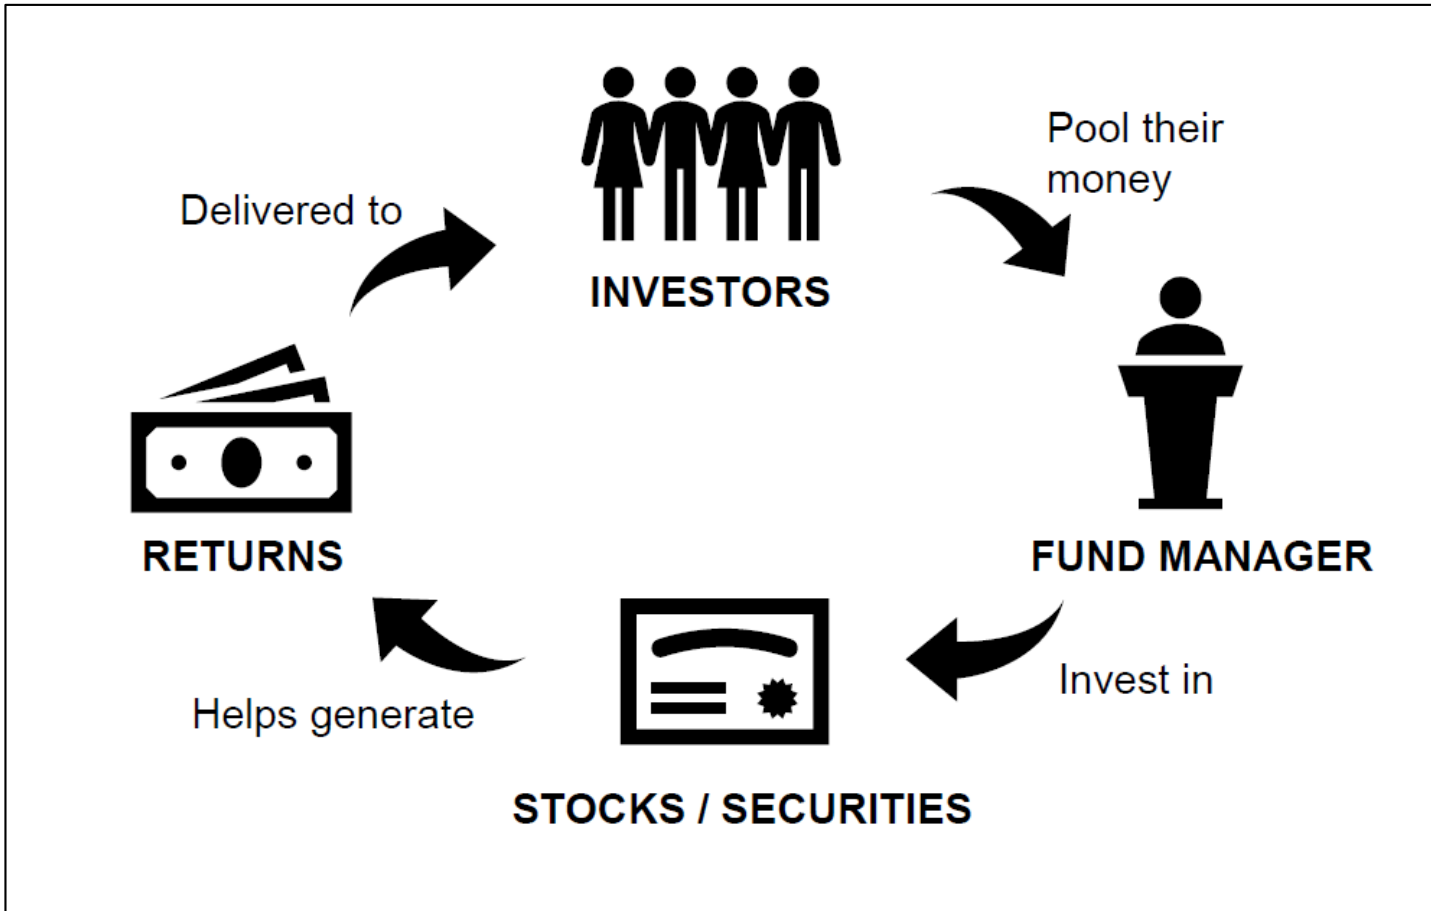 INVESTORS
Pool their
money
FUND MANAGER
Invest in
STOCKS / SECURITIES
Helps generate
RETURNS
Delivered to